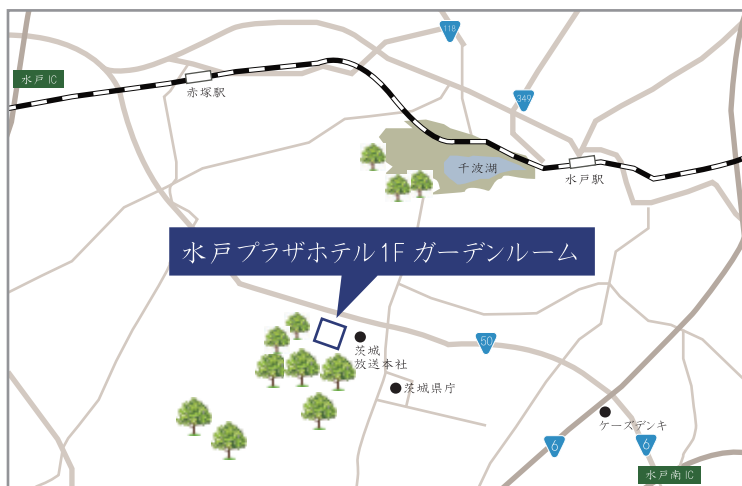 118
水戸IC
赤塚駅
349
千波湖
水戸駅
水戸プラザホテル1F ガーデンルーム
50
茨城
放送本社
茨城県庁
ケーズデンキ
6
6
水戸南IC